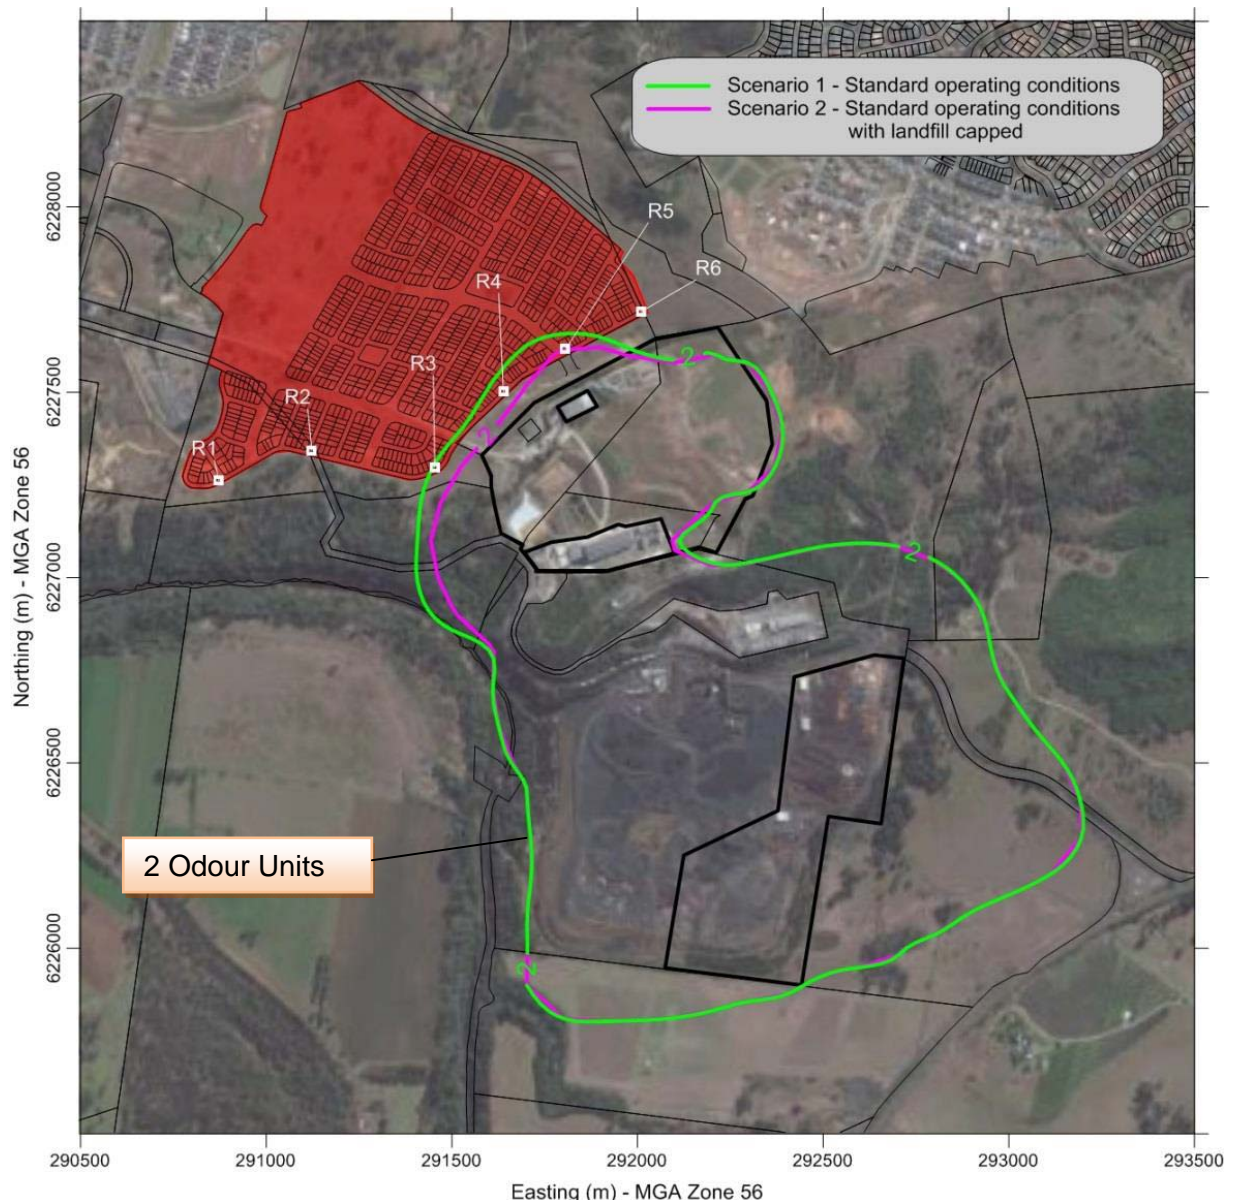 Scenario 1 - Standard operating conditions
Scenario 2 - Standard operating conditions
with landfill capped
R5
R6
R4
R3
R2
R1
2
2
2
2
2 Odour Units
6228000
6227500
6227000
6226500
6226000
Northing (m) - MGA Zone 56
290500 291000 291500 292000 292500 293000 293500
Easting (m) - MGA Zone 56